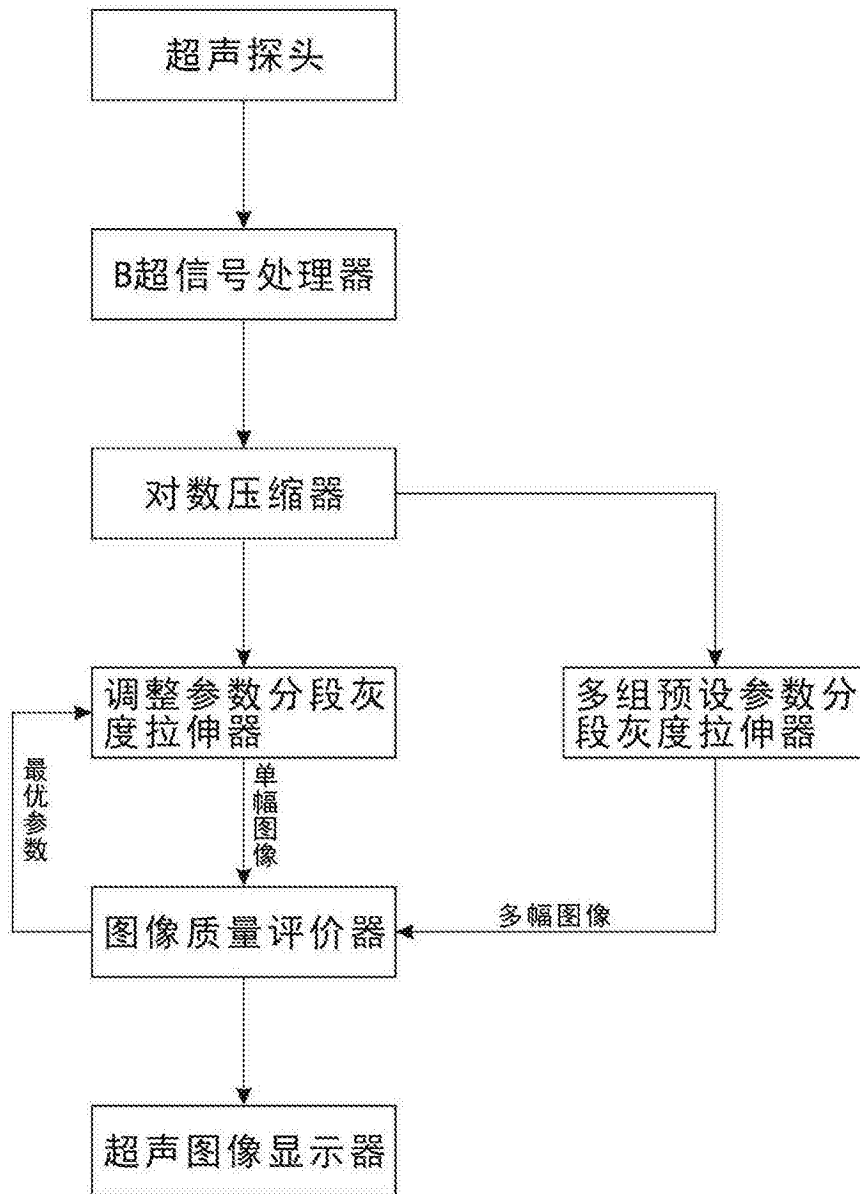 超声探头
B超信号处理器
对数压缩器
调整参数分段灰
度拉伸器
多组预设参数分
段灰度拉伸器
最优参数
单幅图像
图像质量评价器
多幅图像
超声图像显示器